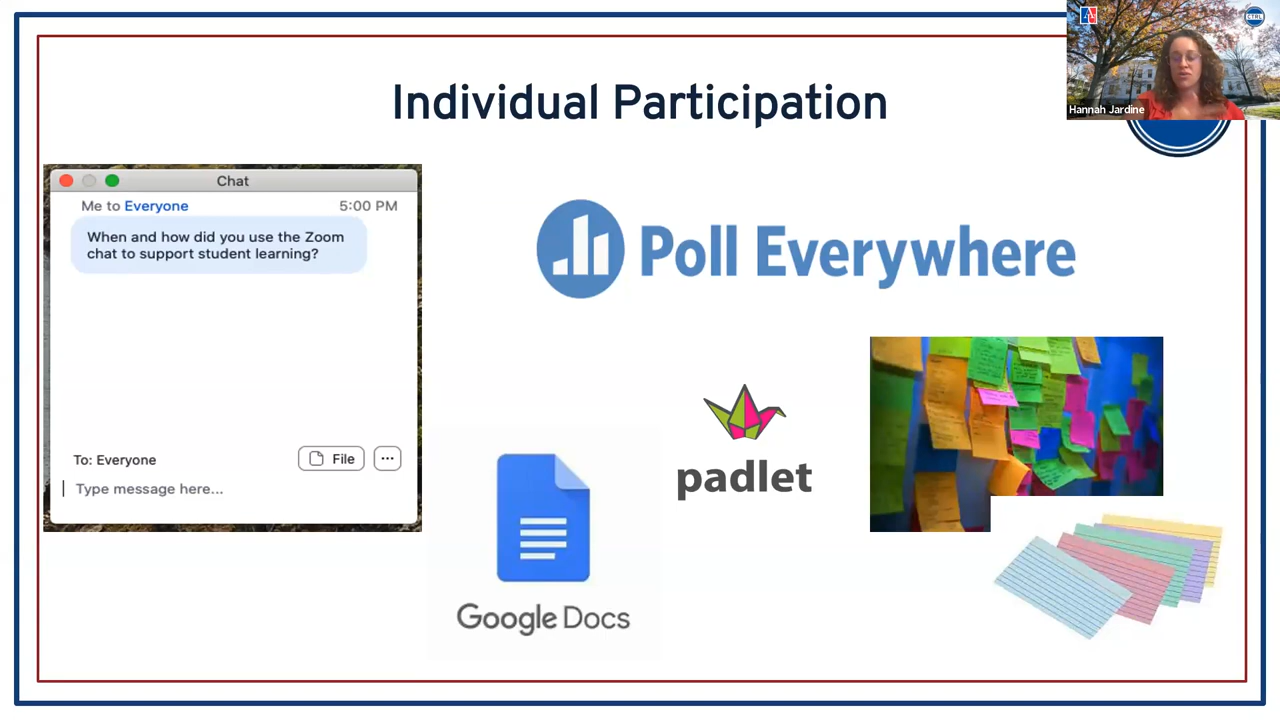 Individual Participation
CTRL
Hannah Jardine
Chat
Me to Everyone 5:00 PM
When and how did you use the Zoom
chat to support student learning?
To: Everyone
File
Type message here...
Poll Everywhere
padlet
Google Docs